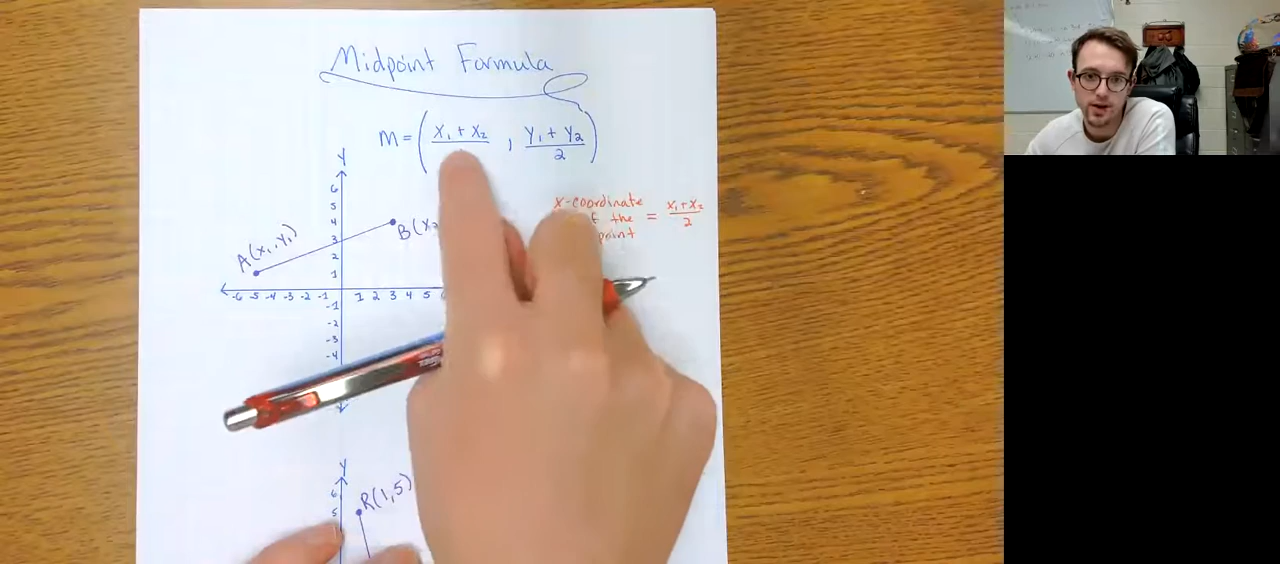 Midpoint Formula
M = ( x₁ + x₂ / , y₁ + y₂ / 2 )
x-coordinate
of the = x₁+x₂ / 2
point
y
6
5
4
3
2
1
A(x₁, y₁)
B(x₂
-6 -5 -4 -3 -2 -1 1 2 3 4 5
-1
-2
-3
-4
y
6
5
R(1,5)